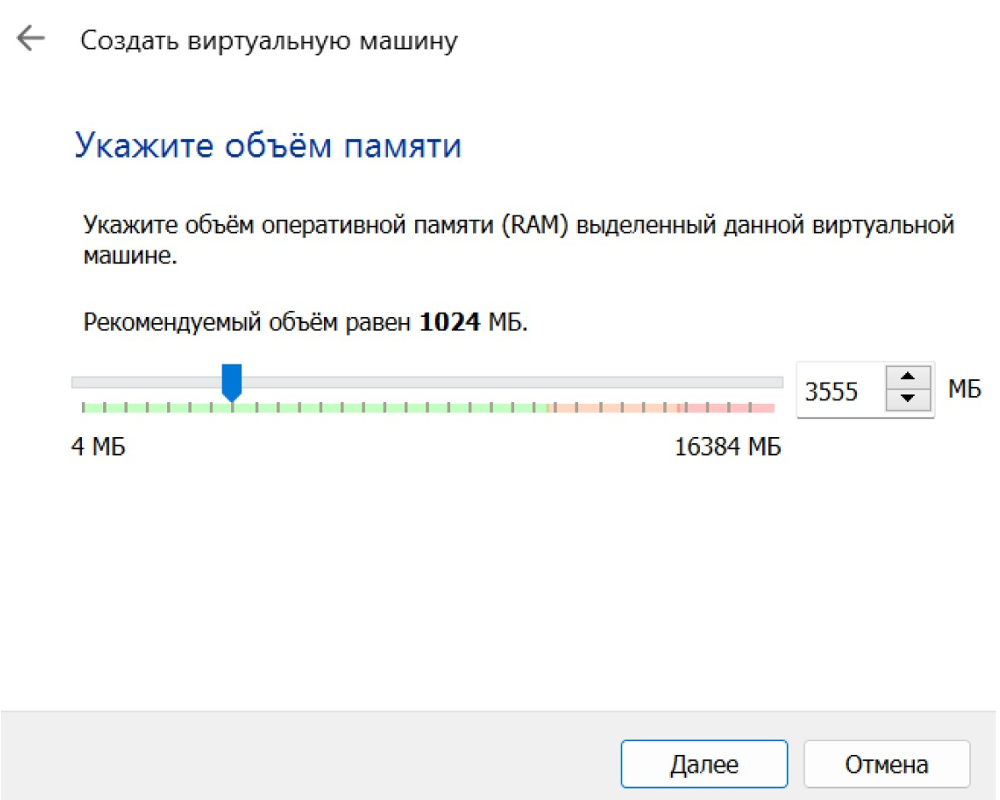 Создать виртуальную машину
Укажите объём памяти
Укажите объём оперативной памяти (RAM) выделенный данной виртуальной
машине.
Рекомендуемый объём равен 1024 МБ.
3555 МБ
4 МБ 16384 МБ
Далее Отмена